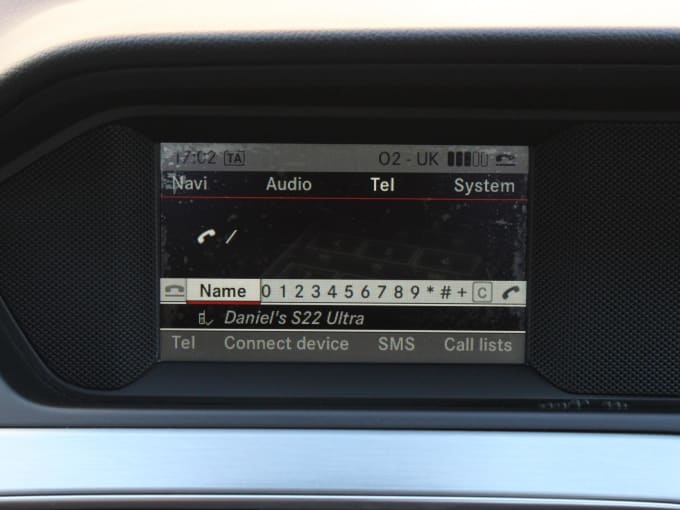 17:02 TA O2 - UK
Navi Audio Tel System
/
Name 0 1 2 3 4 5 6 7 8 9 * # + C
Daniel's S22 Ultra
Tel Connect device SMS Call lists